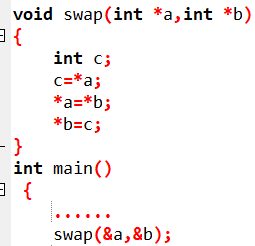 void swap(int *a,int *b)
{
    int c;
    c=*a;
    *a=*b;
    *b=c;
}
int main()
 {
    ......
    swap(&a,&b);